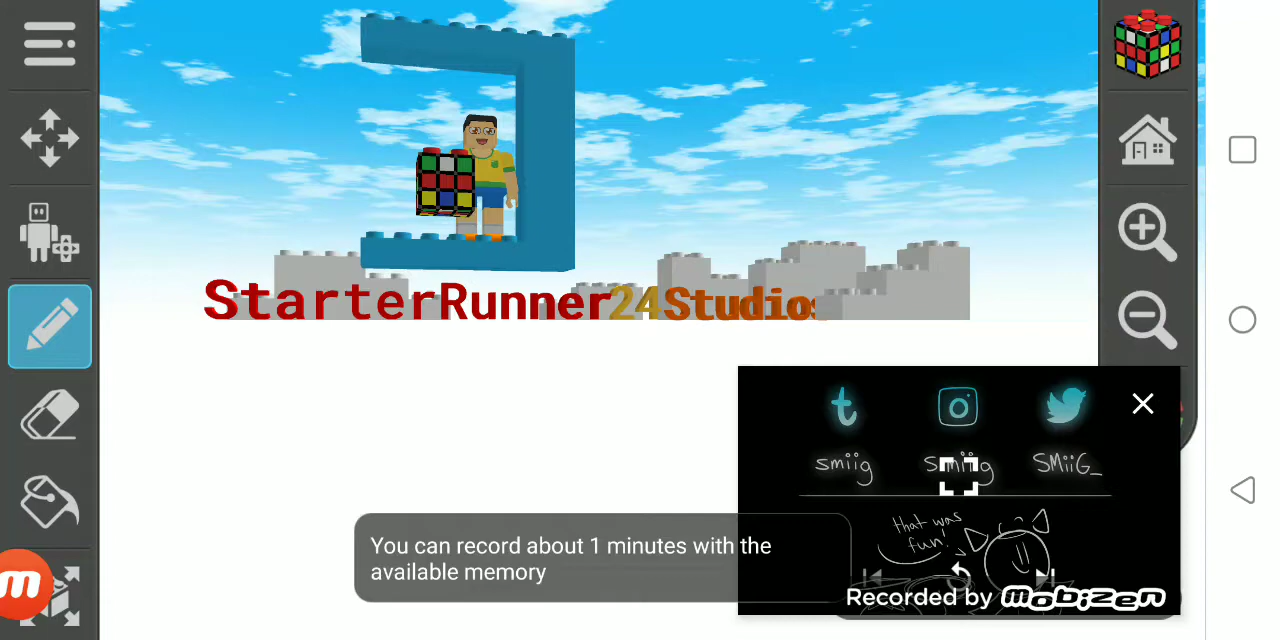 StarterRunner24Studios
smiig smiig SMiiG_
that was
fun.
You can record about 1 minutes with the
available memory
Recorded by mobizen